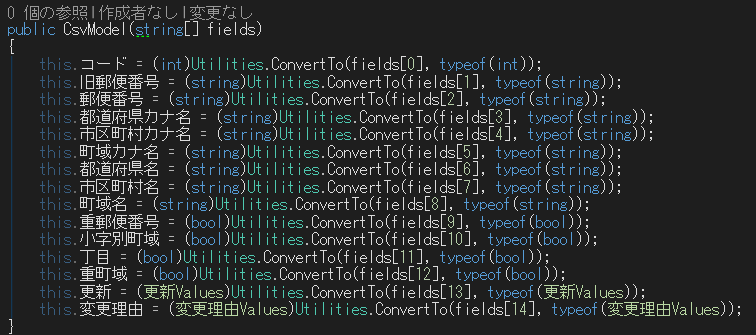 0 個の参照|作成者なし|変更なし
public CsvModel(string[] fields)
{
this.コード = (int)Utilities.ConvertTo(fields[0], typeof(int));
this.旧郵便番号 = (string)Utilities.ConvertTo(fields[1], typeof(string));
this.郵便番号 = (string)Utilities.ConvertTo(fields[2], typeof(string));
this.都道府県カナ名 = (string)Utilities.ConvertTo(fields[3], typeof(string));
this.市区町村カナ名 = (string)Utilities.ConvertTo(fields[4], typeof(string));
this.町域カナ名 = (string)Utilities.ConvertTo(fields[5], typeof(string));
this.都道府県名 = (string)Utilities.ConvertTo(fields[6], typeof(string));
this.市区町村名 = (string)Utilities.ConvertTo(fields[7], typeof(string));
this.町域名 = (string)Utilities.ConvertTo(fields[8], typeof(string));
this.重郵便番号 = (bool)Utilities.ConvertTo(fields[9], typeof(bool));
this.小字別町域 = (bool)Utilities.ConvertTo(fields[10], typeof(bool));
this.丁目 = (bool)Utilities.ConvertTo(fields[11], typeof(bool));
this.重町域 = (bool)Utilities.ConvertTo(fields[12], typeof(bool));
this.更新 = (更新Values)Utilities.ConvertTo(fields[13], typeof(更新Values));
this.変更理由 = (変更理由Values)Utilities.ConvertTo(fields[14], typeof(変更理由Values));
}